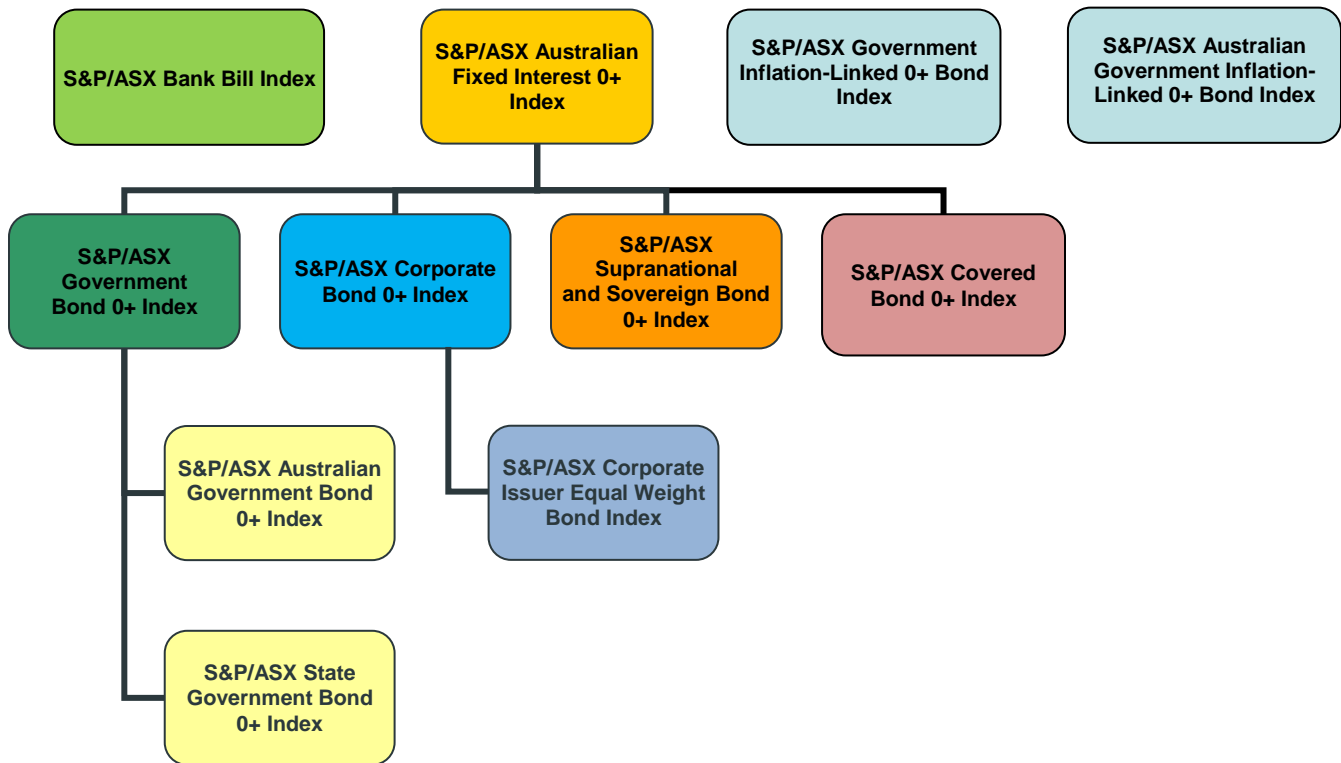 S&P/ASX Bank Bill Index
S&P/ASX Australian
Fixed Interest 0+
Index
S&P/ASX Government
Inflation-Linked 0+ Bond
Index
S&P/ASX Australian
Government Inflation-
Linked 0+ Bond Index
S&P/ASX
Government
Bond 0+ Index
S&P/ASX Corporate
Bond 0+ Index
S&P/ASX
Supranational
and Sovereign Bond
0+ Index
S&P/ASX Covered
Bond 0+ Index
S&P/ASX Australian
Government Bond
0+ Index
S&P/ASX Corporate
Issuer Equal Weight
Bond Index
S&P/ASX State
Government Bond
0+ Index